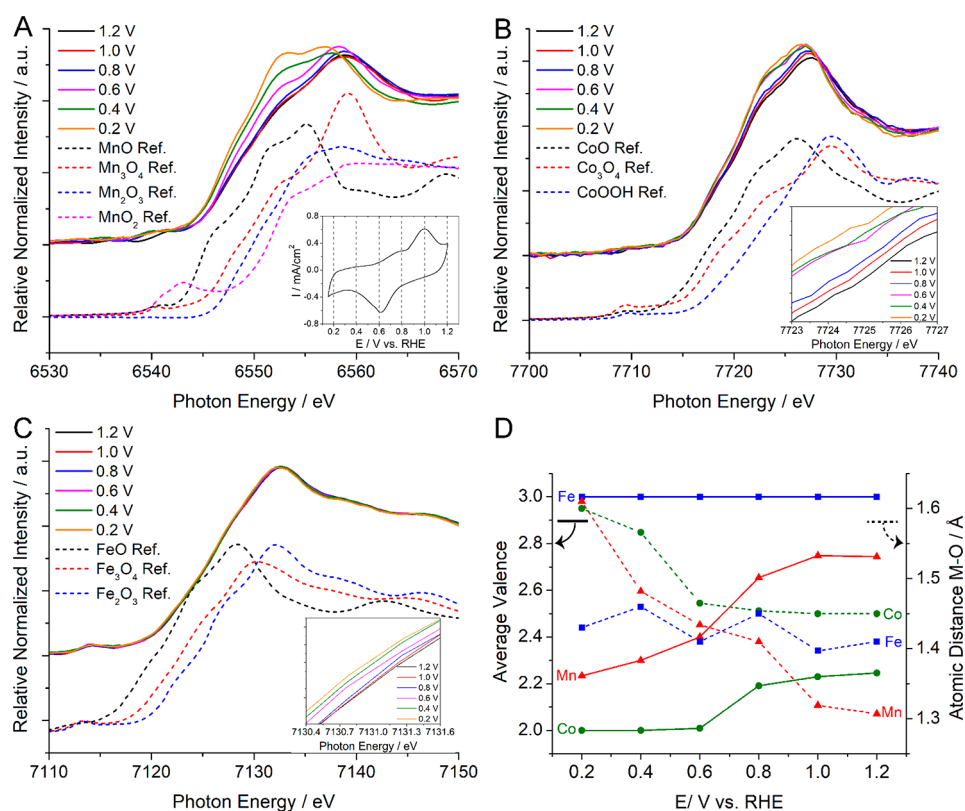 A
1.2 V
1.0 V
0.8 V
0.6 V
0.4 V
0.2 V
MnO Ref.
Mn3O4 Ref.
Mn2O3 Ref.
MnO2 Ref.
Relative Normalized Intensity / a.u.
I / mA/cm2
0.8
0.4
0.0
-0.4
-0.8
0.2 0.4 0.6 0.8 1.0 1.2
E / V vs. RHE
6530 6540 6550 6560 6570
Photon Energy / eV
B
1.2 V
1.0 V
0.8 V
0.6 V
0.4 V
0.2 V
CoO Ref.
Co3O4 Ref.
CoOOH Ref.
Relative Normalized Intensity / a.u.
1.2 V
1.0 V
0.8 V
0.6 V
0.4 V
0.2 V
7723 7724 7725 7726 7727
Photon Energy / eV
7700 7710 7720 7730 7740
Photon Energy / eV
C
1.2 V
1.0 V
0.8 V
0.6 V
0.4 V
0.2 V
FeO Ref.
Fe3O4 Ref.
Fe2O3 Ref.
Relative Normalized Intensity / a.u.
1.2 V
1.0 V
0.8 V
0.6 V
0.4 V
0.2 V
7130.4 7130.7 7131.0 7131.3 7131.6
Photon Energy / eV
7110 7120 7130 7140 7150
Photon Energy / eV
D
Average Valence
3.0
2.8
2.6
2.4
2.2
2.0
Fe
Mn
Co
Co
Fe
Mn
1.6
1.5
1.4
1.3
Atomic Distance M-O / Å
0.2 0.4 0.6 0.8 1.0 1.2
E/ V vs. RHE